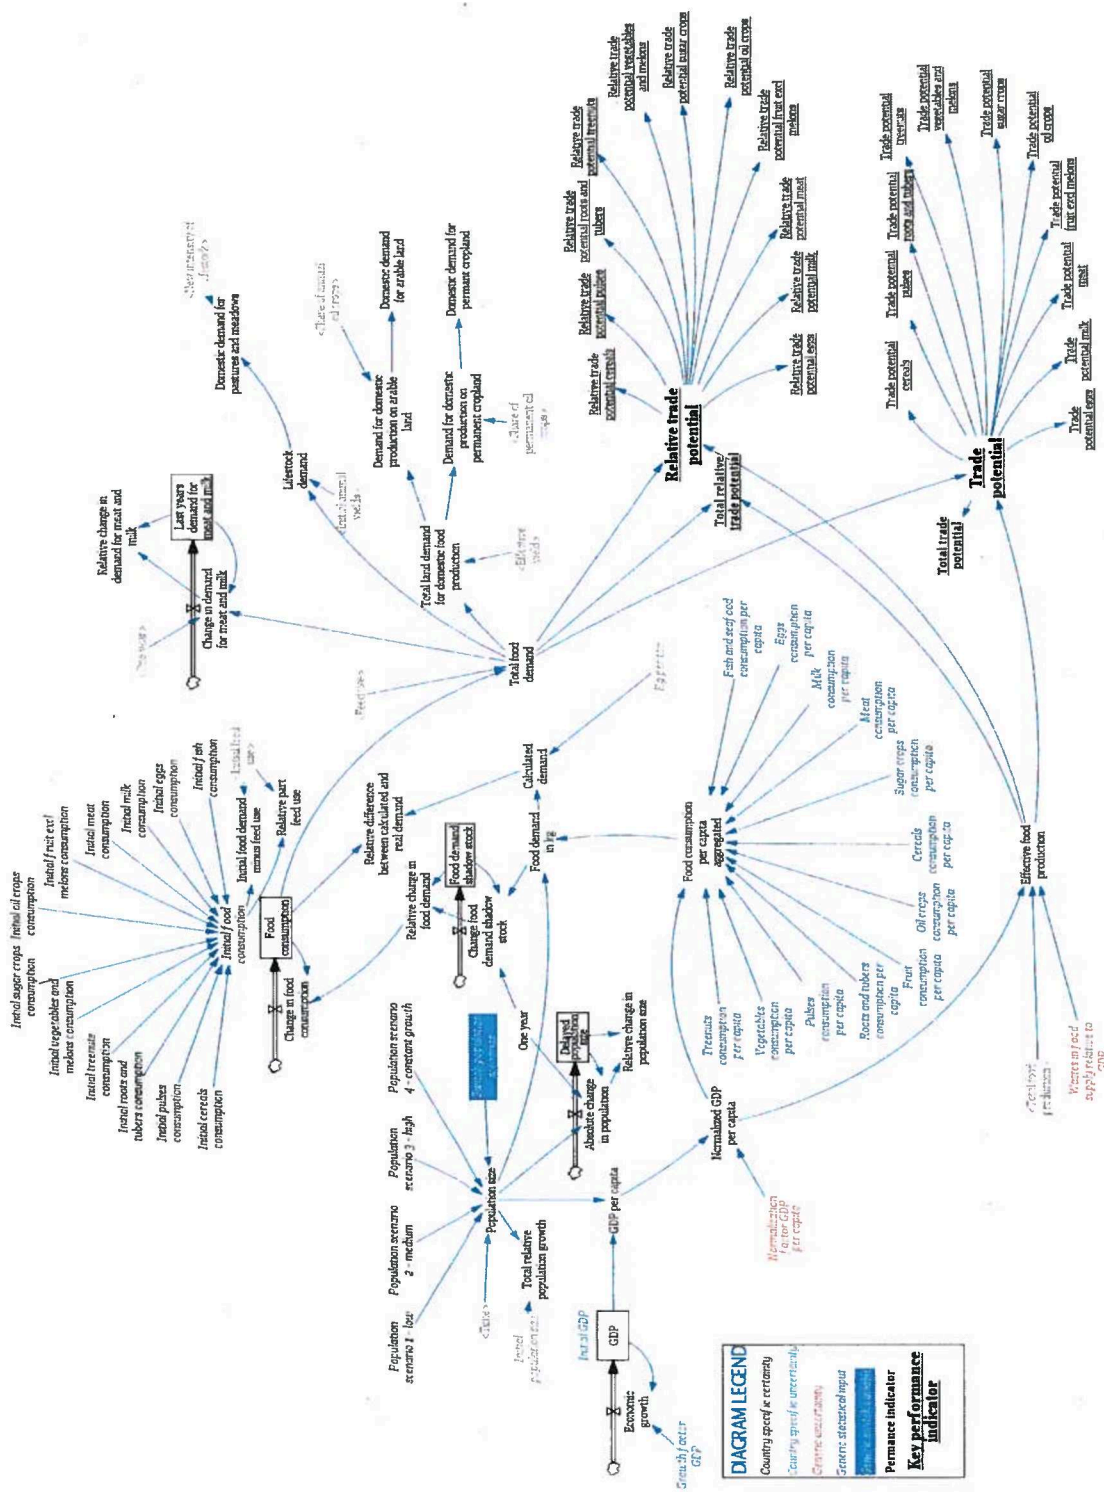 Initial sugar crops
consumption
Initial oil crops
consumption
Initial vegetables and
melons consumption
Initial fruit excl
melons consumption
Initial treenuts
consumption
Initial meat
consumption
Initial roots and
tubers consumption
Initial milk
consumption
Initial pulses
consumption
Initial eggs
consumption
Initial cereals
consumption
Initial fish
consumption
Initial food
consumption
Initial food demand
minus feed use
Relative part
feed use
Food
consumption
Change in food
consumption
Relative change in
demand for meat and
milk
Last years
demand for
meat and milk
Change in demand
for meat and milk
Domestic demand for
pastures and meadows
Livestock
demand
Demand for domestic
production on arable
land
Domestic demand
for arable land
Demand for domestic
production on
permanent cropland
Domestic demand for
permant cropland
Total land demand
for domestic food
production
<Share of
permanent oil
Total food
demand
Relative difference
between calculated and
real demand
Calculated
demand
Relative change in
food demand
Food demand
shadow stock
Change food
demand shadow
stock
Food demand
in kg
Population
scenario 1 - low
Population scenario
2 - medium
Population
scenario 3 - high
Population scenario
4 - constant growth
Population size
<Time>
Total relative
population growth
One year
Delayed
population
size
Absolute change
in population
Relative change in
population size
Initial GDP
GDP
Economic
growth
Growth factor
GDP
GDP per capita
Normalized GDP
per capita
Normalization
factor GDP
per capita
Food consumption
per capita
aggregated
Fish and seafood
consumption per
capita
Eggs
consumption
per capita
Milk
consumption
per capita
Meat
consumption
per capita
Sugar crops
consumption
per capita
Cereals
consumption
per capita
Oil crops
consumption
per capita
Fruit
consumption
per capita
Roots and tubers
consumption per
capita
Pulses
consumption
per capita
Vegetables
consumption
per capita
Treenuts
consumption
per capita
Effective food
production
Wastes in food
supply relative to
GDP
Relative trade
potential
Relative trade
potential cereals
Relative trade
potential pulses
Relative trade
potential roots and
tubers
Relative trade
potential treenuts
Relative trade
potential vegetables
and melons
Relative trade
potential sugar crops
Relative trade
potential oil crops
Relative trade
potential fruit excl
melons
Relative trade
potential meat
Relative trade
potential milk
Relative trade
potential eggs
Total relative
trade potential
Trade
potential
Total trade
potential
Trade potential
cereals
Trade potential
pulses
Trade potential
roots and tubers
Trade potential
treenuts
Trade potential
vegetables and
melons
Trade potential
sugar crops
Trade potential
oil crops
Trade potential
fruit excl melons
Trade potential
meat
Trade
potential milk
Trade
potential eggs
DIAGRAM LEGEND
Country specific certainty
Country specific uncertainty
Generic uncertainty
Generic statistical input
Permance indicator
Key performance
indicator